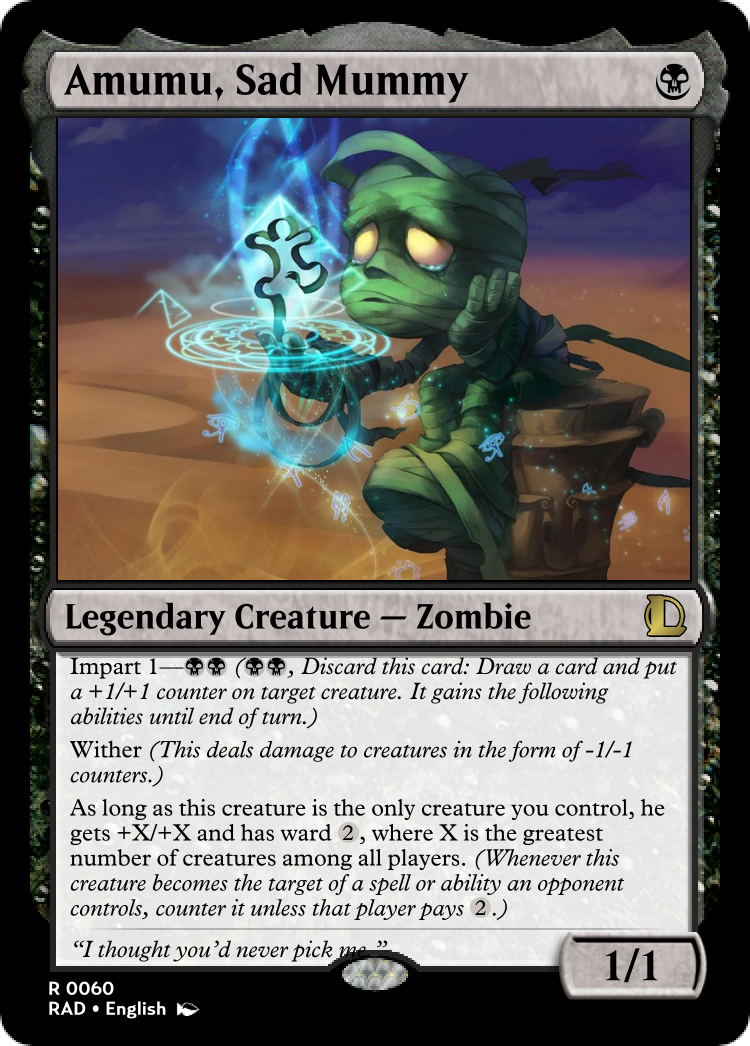 Amumu, Sad Mummy
Legendary Creature — Zombie
Impart 1— (, Discard this card: Draw a card and put
a +1/+1 counter on target creature. It gains the following
abilities until end of turn.)
Wither (This deals damage to creatures in the form of -1/-1
counters.)
As long as this creature is the only creature you control, he
gets +X/+X and has ward 2, where X is the greatest
number of creatures among all players. (Whenever this
creature becomes the target of a spell or ability an opponent
controls, counter it unless that player pays 2.)
“I thought you’d never pick me.”
1/1
R 0060
RAD • English